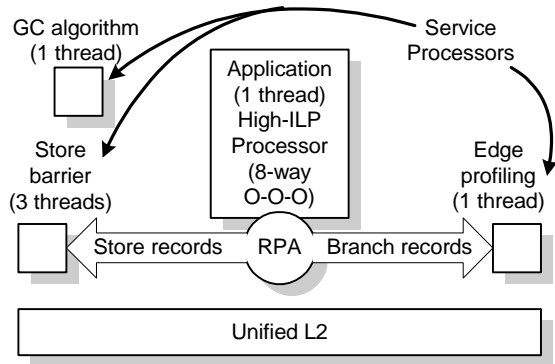 GC algorithm
(1 thread)
Service
Processors
Application
(1 thread)
High-ILP
Processor
(8-way
O-O-O)
Store
barrier
(3 threads)
Edge
profiling
(1 thread)
Store records
RPA
Branch records
Unified L2